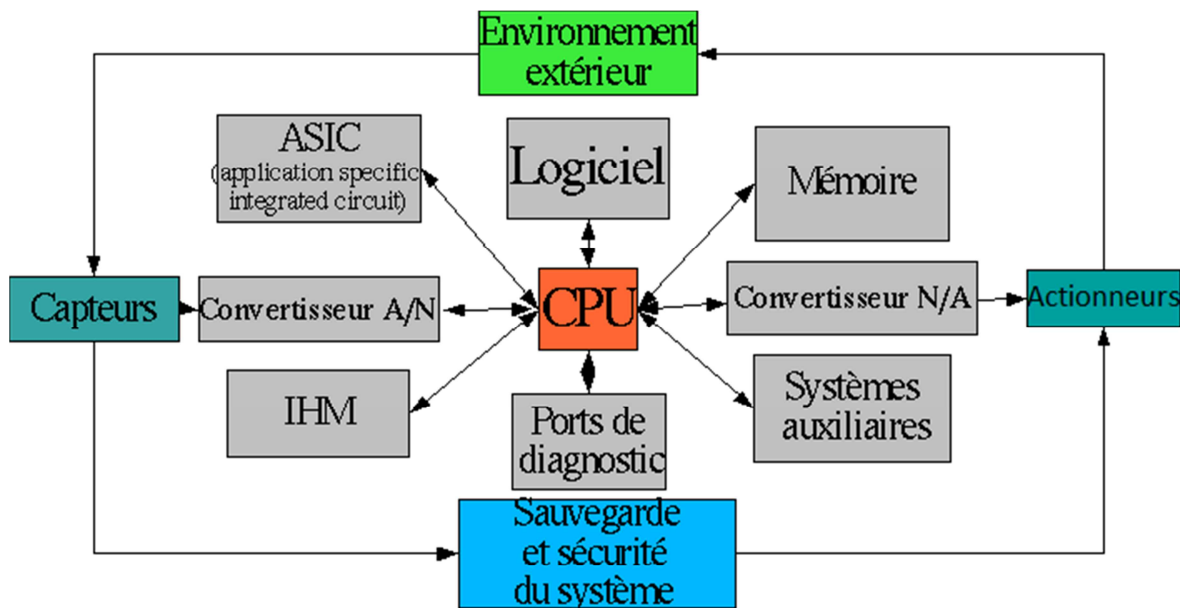 Environnement
extérieur
ASIC
(application specific
integrated circuit)
Logiciel
Mémoire
Capteurs
Convertisseur A/N
CPU
Convertisseur N/A
Actionneurs
IHM
Ports de
diagnostic
Systèmes
auxiliaires
Sauvegarde
et sécurité
du système